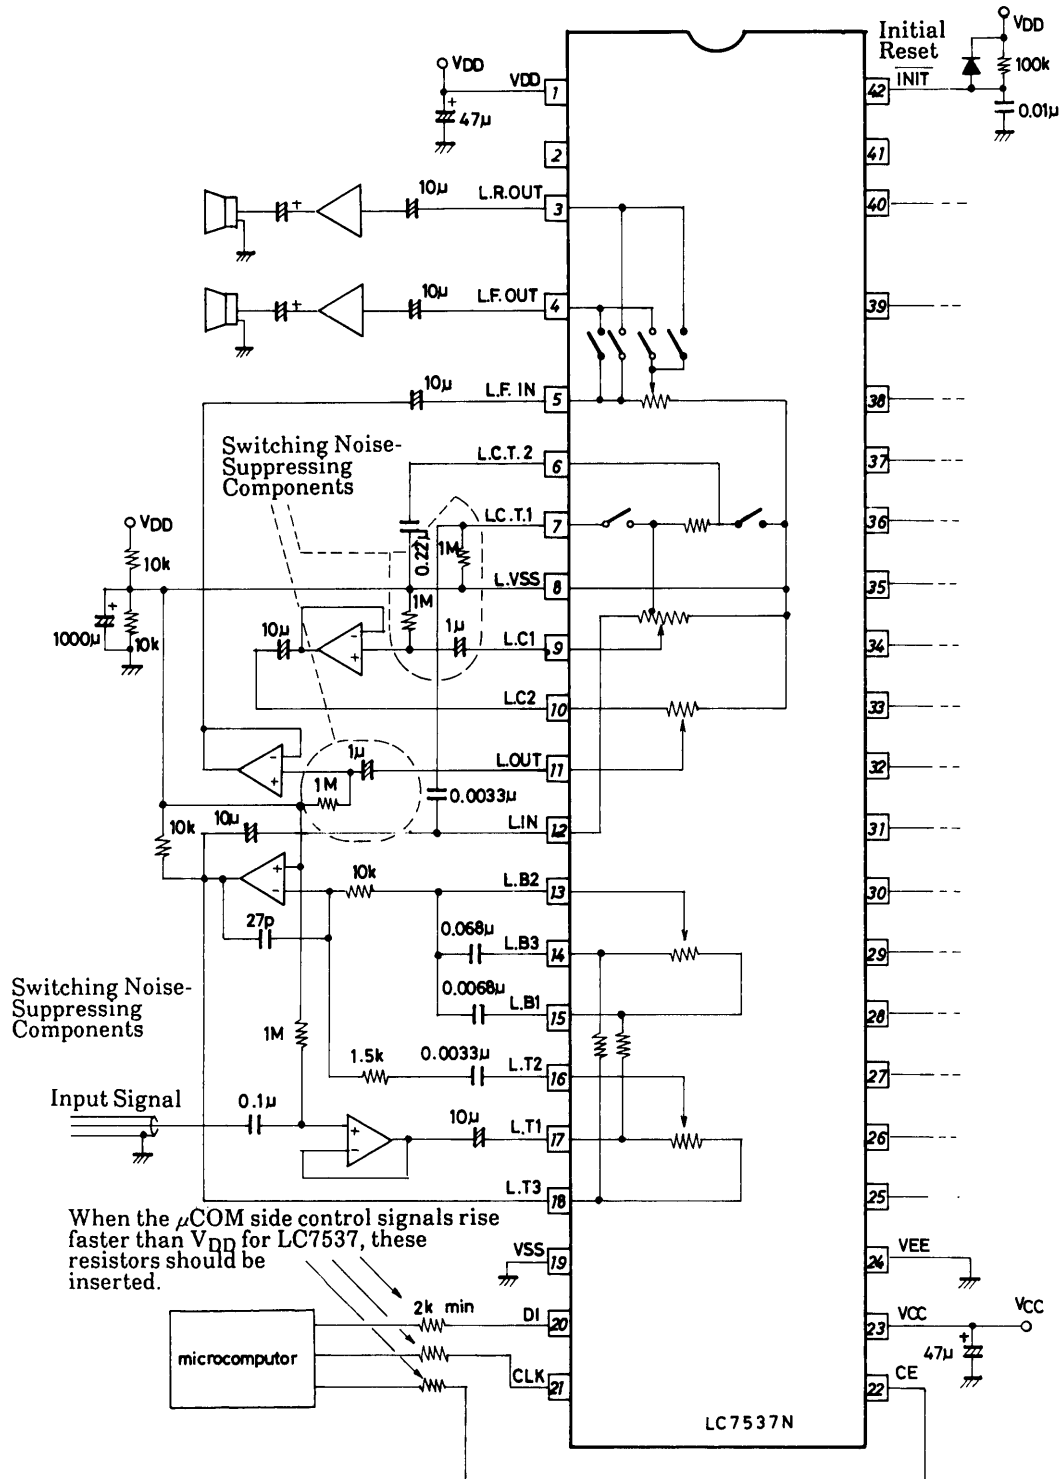 Initial
Reset
VDD
100k
0.01µ
INIT
42
VDD
VDD
1
47µ
2
41
10µ
L.R.OUT
3
40
10µ
L.F.OUT
4
39
10µ
L.F. IN
5
38
Switching Noise-
Suppressing
Components
L.C.T.2
6
37
VDD
0.22µ
1M
L.C.T.1
7
36
10k
L.VSS
8
35
1000µ
10k
10µ
1M
1µ
L.C1
9
34
L.C2
10
33
1µ
L.OUT
11
32
1M
0.0033µ
10k
10µ
L.IN
12
31
10k
L.B2
13
30
27p
0.068µ
L.B3
14
29
Switching Noise-
Suppressing
Components
0.0068µ
L.B1
15
28
1M
1.5k
0.0033µ
L.T2
16
27
Input Signal
0.1µ
10µ
L.T1
17
26
L.T3
18
25
When the µCOM side control signals rise
faster than VDD for LC7537, these
resistors should be
inserted.
VSS
19
VEE
24
2k min
DI
20
VCC
23
VCC
47µ
microcomputor
CLK
21
CE
22
LC7537N